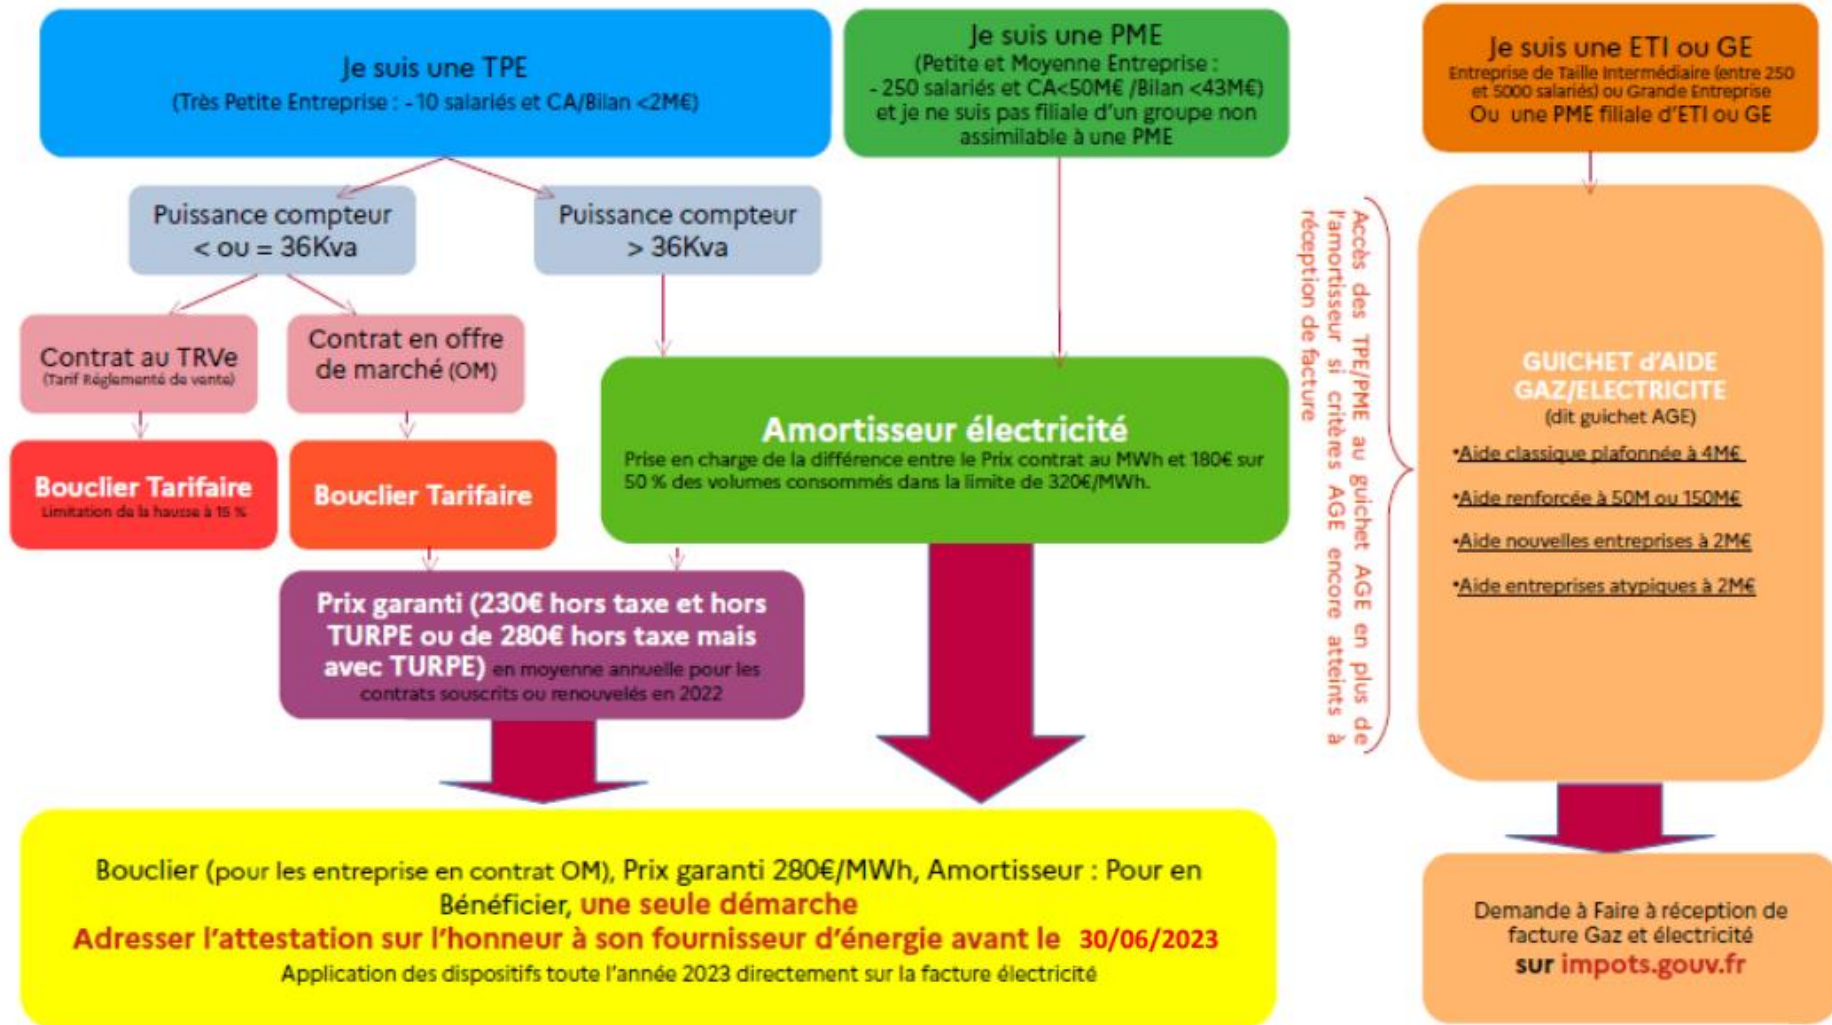 Je suis une TPE
(Très Petite Entreprise : - 10 salariés et CA/Bilan <2M€)
Je suis une PME
(Petite et Moyenne Entreprise :
- 250 salariés et CA<50M€ /Bilan <43M€)
et je ne suis pas filiale d'un groupe non
assimilable à une PME
Je suis une ETI ou GE
Entreprise de Taille Intermédiaire (entre 250
et 5000 salariés) ou Grande Entreprise
Ou une PME filiale d'ETI ou GE
Puissance compteur
< ou = 36Kva
Puissance compteur
> 36Kva
Contrat au TRVe
(Tarif Réglementé de vente)
Contrat en offre
de marché (OM)
Bouclier Tarifaire
Limitation de la hausse à 15 %
Bouclier Tarifaire
Amortisseur électricité
Prise en charge de la différence entre le Prix contrat au MWh et 180€ sur
50 % des volumes consommés dans la limite de 320€/MWh.
Prix garanti (230€ hors taxe et hors
TURPE ou de 280€ hors taxe mais
avec TURPE) en moyenne annuelle pour les
contrats souscrits ou renouvelés en 2022
Accès des TPE/PME au guichet AGE en plus de
l'amortisseur si critères AGE encore atteints à
réception de facture
GUICHET d'AIDE
GAZ/ELECTRICITE
(dit guichet AGE)
•Aide classique plafonnée à 4M€
•Aide renforcée à 50M ou 150M€
•Aide nouvelles entreprises à 2M€
•Aide entreprises atypiques à 2M€
Bouclier (pour les entreprise en contrat OM), Prix garanti 280€/MWh, Amortisseur : Pour en
Bénéficier, une seule démarche
Adresser l'attestation sur l'honneur à son fournisseur d'énergie avant le 30/06/2023
Application des dispositifs toute l'année 2023 directement sur la facture électricité
Demande à Faire à réception de
facture Gaz et électricité
sur impots.gouv.fr